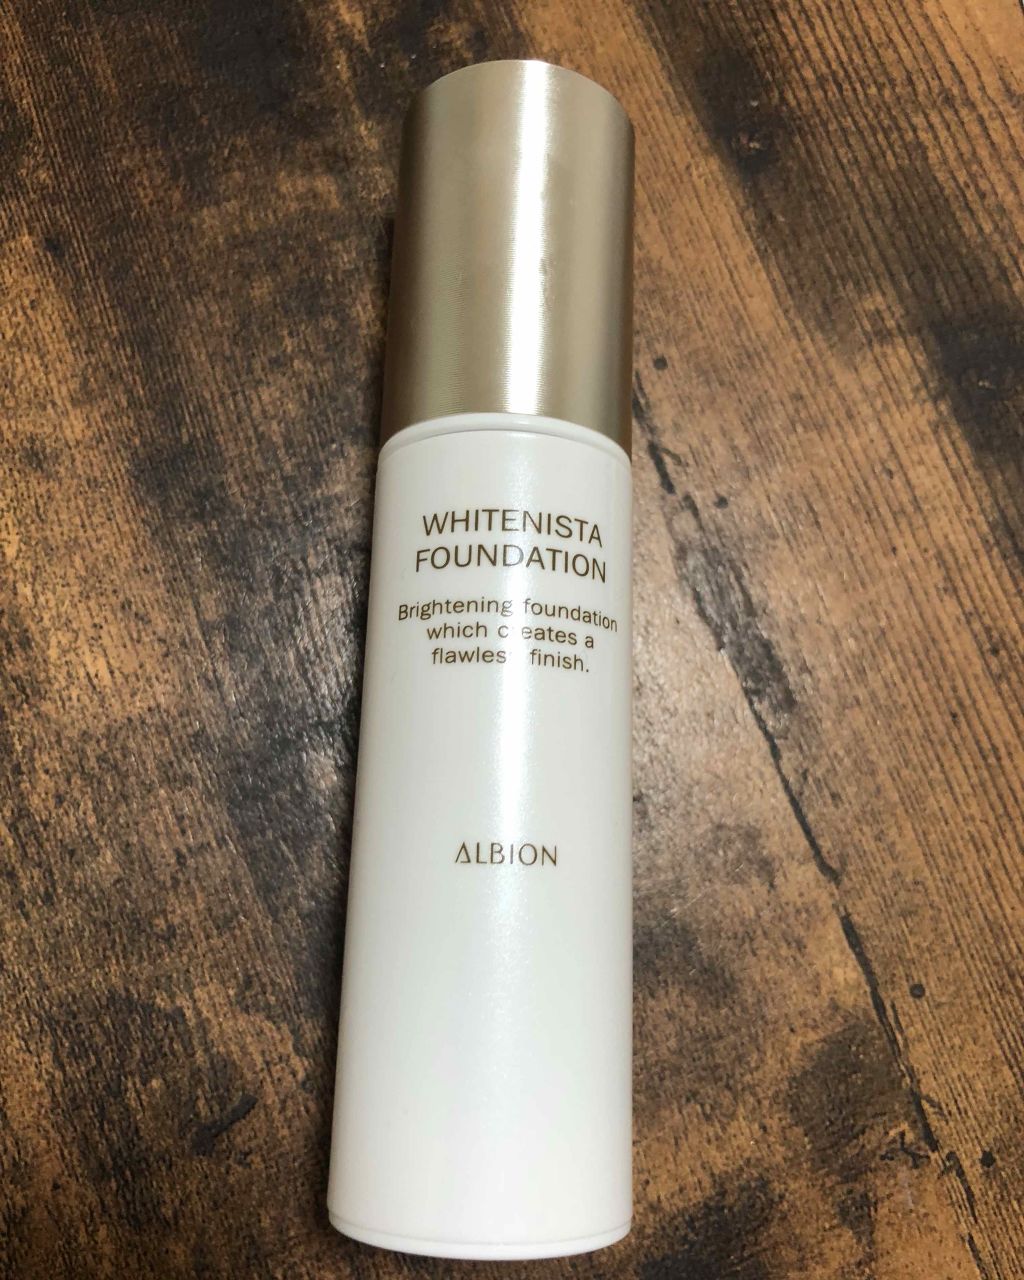 WHITENISTA
FOUNDATION
Brightening foundation
which creates a
flawless finish.
ALBION